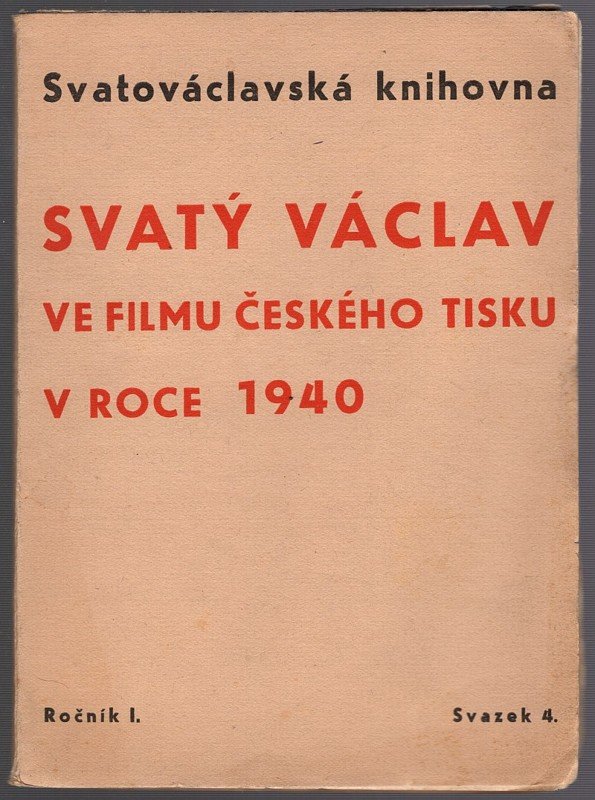 Svatováclavská knihovna
SVATÝ VÁCLAV
VE FILMU ČESKÉHO TISKU
V ROCE 1940
Ročník I.
Svazek 4.